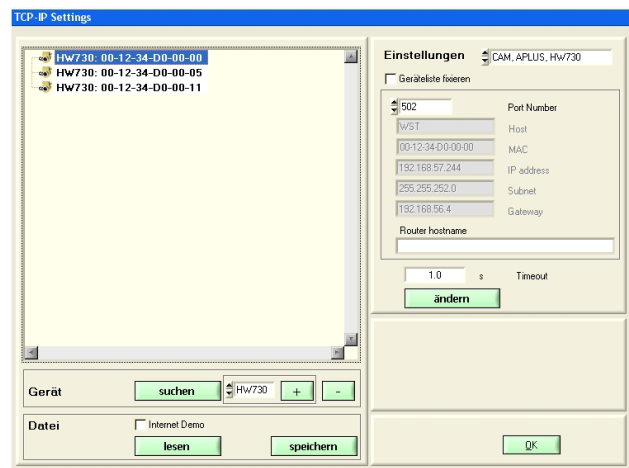 TCP-IP Settings
HW730: 00-12-34-D0-00-00
HW730: 00-12-34-D0-00-05
HW730: 00-12-34-D0-00-11
Gerät suchen HW730 + -
Datei Internet Demo
lesen speichern
Einstellungen CAM, APLUS, HW730
Geräteliste fixieren
502 Port Number
WST Host
00-12-34-D0-00-00 MAC
192.168.57.244 IP address
255.255.252.0 Subnet
192.168.56.4 Gateway
Router hostname
1.0 s Timeout
ändern
OK